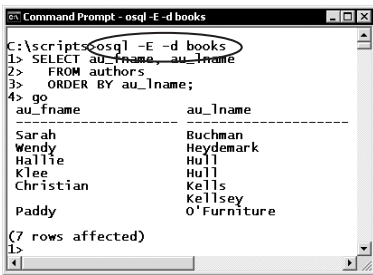 Command Prompt - osql -E -d books
C:\scripts>osql -E -d books
1> SELECT au_fname, au_lname
2>   FROM authors
3>   ORDER BY au_lname;
4> go
au_fname au_lname
--------------- --------------------
Sarah Buchman
Wendy Heydemark
Hallie Hull
Klee Hull
Christian Kells
Kellsey
Paddy O'Furniture
(7 rows affected)
1>